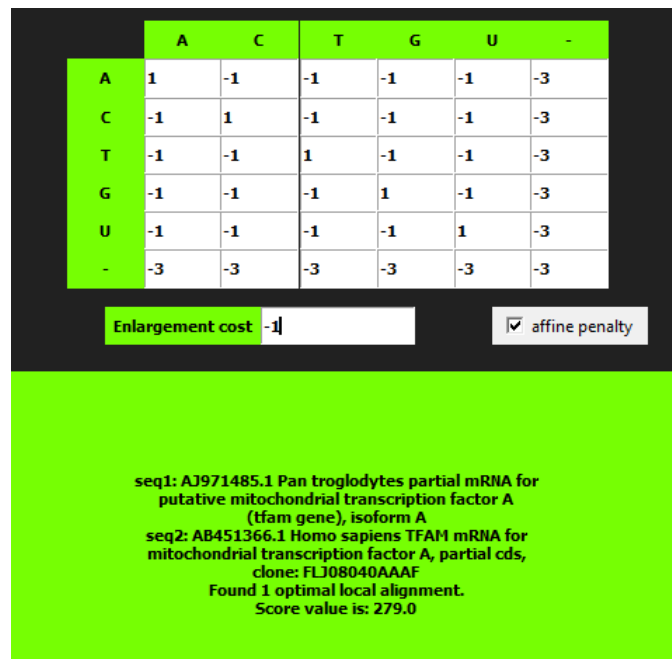 A C T G U -
A 1 -1 -1 -1 -1 -3
C -1 1 -1 -1 -1 -3
T -1 -1 1 -1 -1 -3
G -1 -1 -1 1 -1 -3
U -1 -1 -1 -1 1 -3
- -3 -3 -3 -3 -3 -3
Enlargement cost -1 affine penalty
seq1: AJ971485.1 Pan troglodytes partial mRNA for
putative mitochondrial transcription factor A
(tfam gene), isoform A
seq2: AB451366.1 Homo sapiens TFAM mRNA for
mitochondrial transcription factor A, partial cds,
clone: FLJ08040AAAF
Found 1 optimal local alignment.
Score value is: 279.0